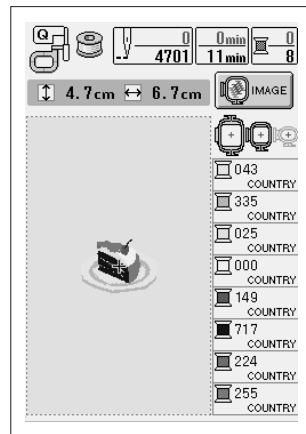 Q
0
4701
0min
11min
0
8
4.7cm 6.7cm
IMAGE
043
COUNTRY
335
COUNTRY
025
COUNTRY
000
COUNTRY
149
COUNTRY
717
COUNTRY
224
COUNTRY
255
COUNTRY